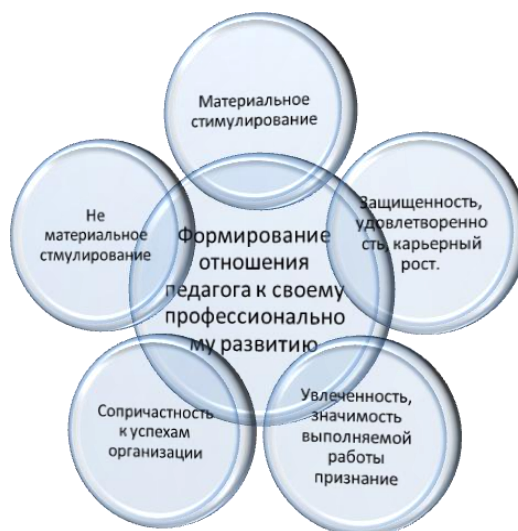 Материальное
стимулирование
Защищенность,
удовлетворенно
сть, карьерный
рост.
Не
материальное
стмулирование
Формирование
отношения
педагога к своему
профессионально
му развитию
Сопричастность
к успехам
организации
Увлеченность,
значимость
выполняемой
работы
признание